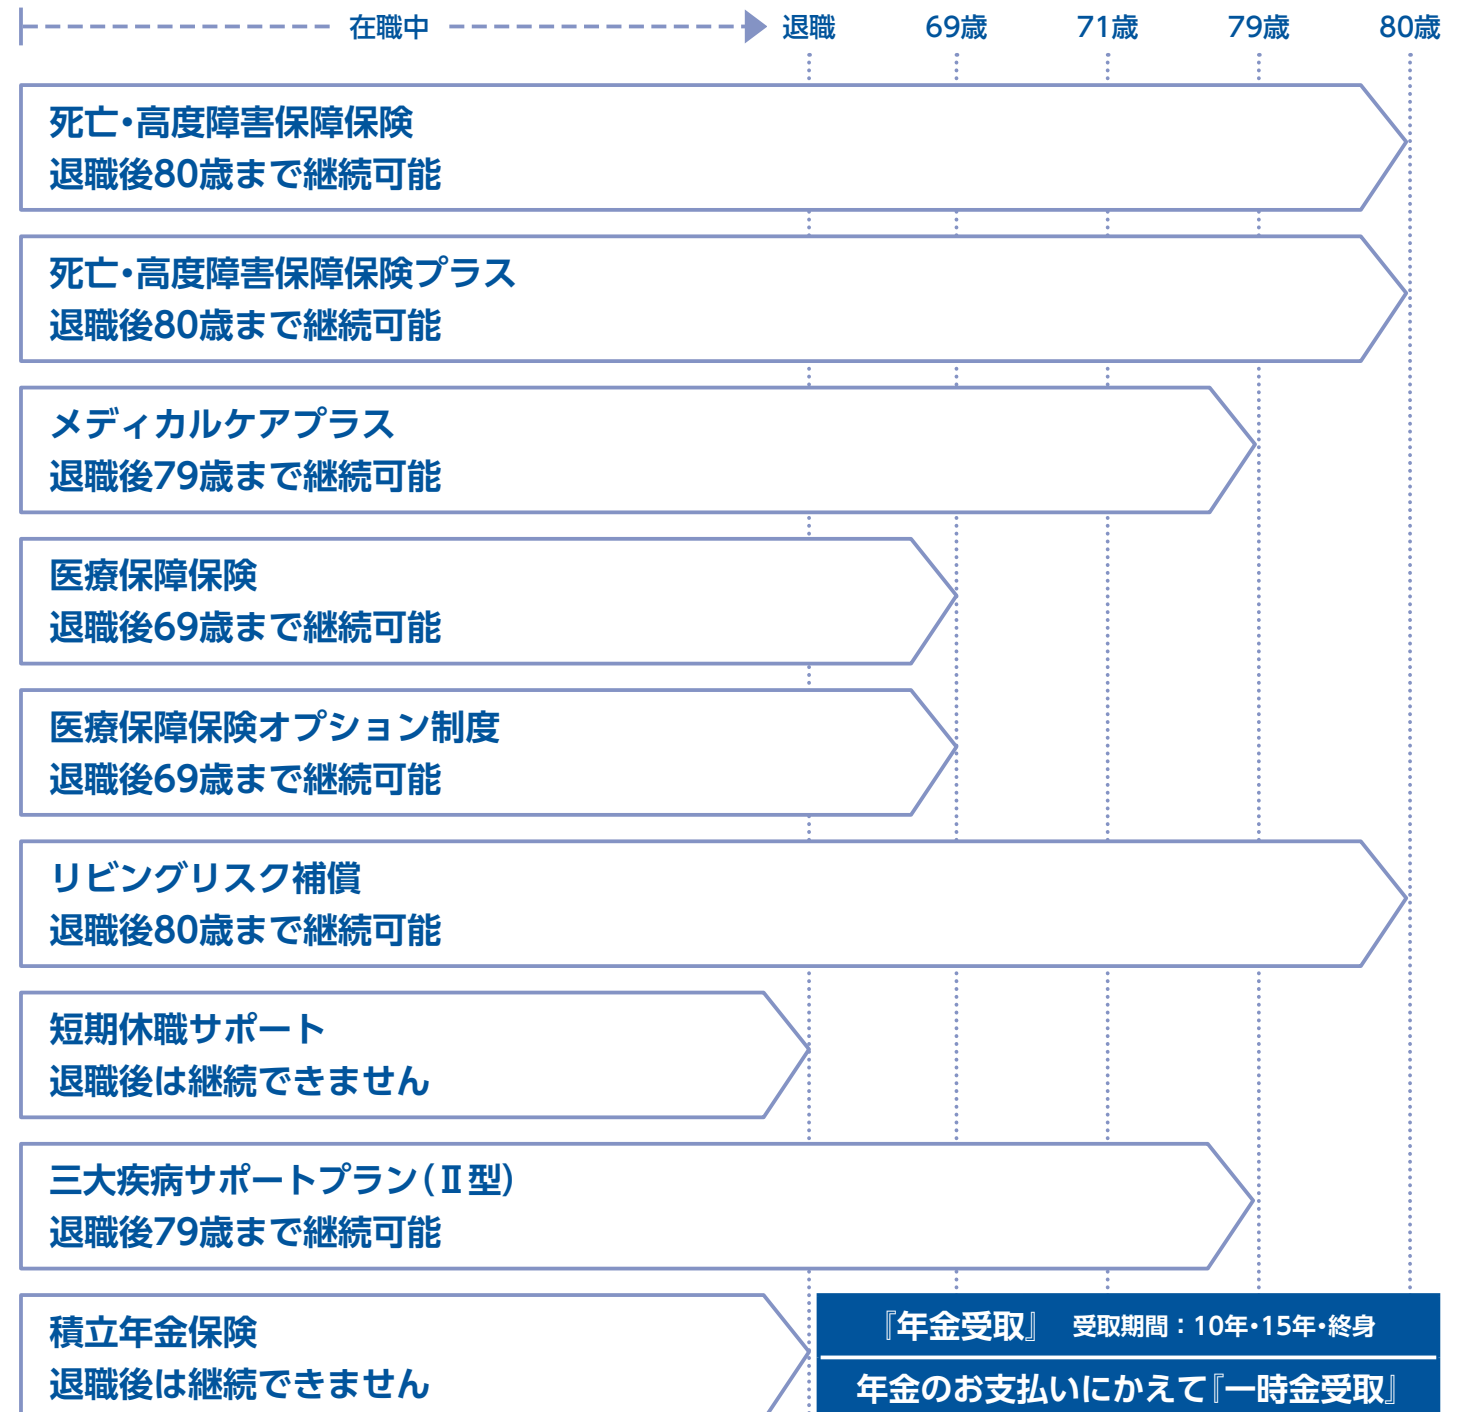 在職中 退職 69歳 71歳 79歳 80歳
死亡・高度障害保障保険
退職後80歳まで継続可能
死亡・高度障害保障保険プラス
退職後80歳まで継続可能
メディカルケアプラス
退職後79歳まで継続可能
医療保障保険
退職後69歳まで継続可能
医療保障保険オプション制度
退職後69歳まで継続可能
リビングリスク補償
退職後80歳まで継続可能
短期休職サポート
退職後は継続できません
三大疾病サポートプラン(Ⅱ型)
退職後79歳まで継続可能
積立年金保険
退職後は継続できません
『年金受取』 受取期間：10年・15年・終身
年金のお支払いにかえて『一時金受取』